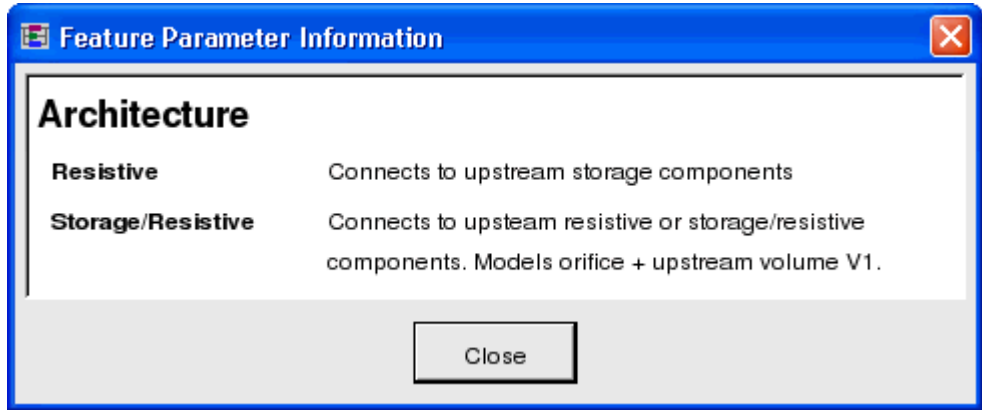 Feature Parameter Information
Architecture
Resistive Connects to upstream storage components
Storage/Resistive Connects to upsteam resistive or storage/resistive
components. Models orifice + upstream volume V1.
Close